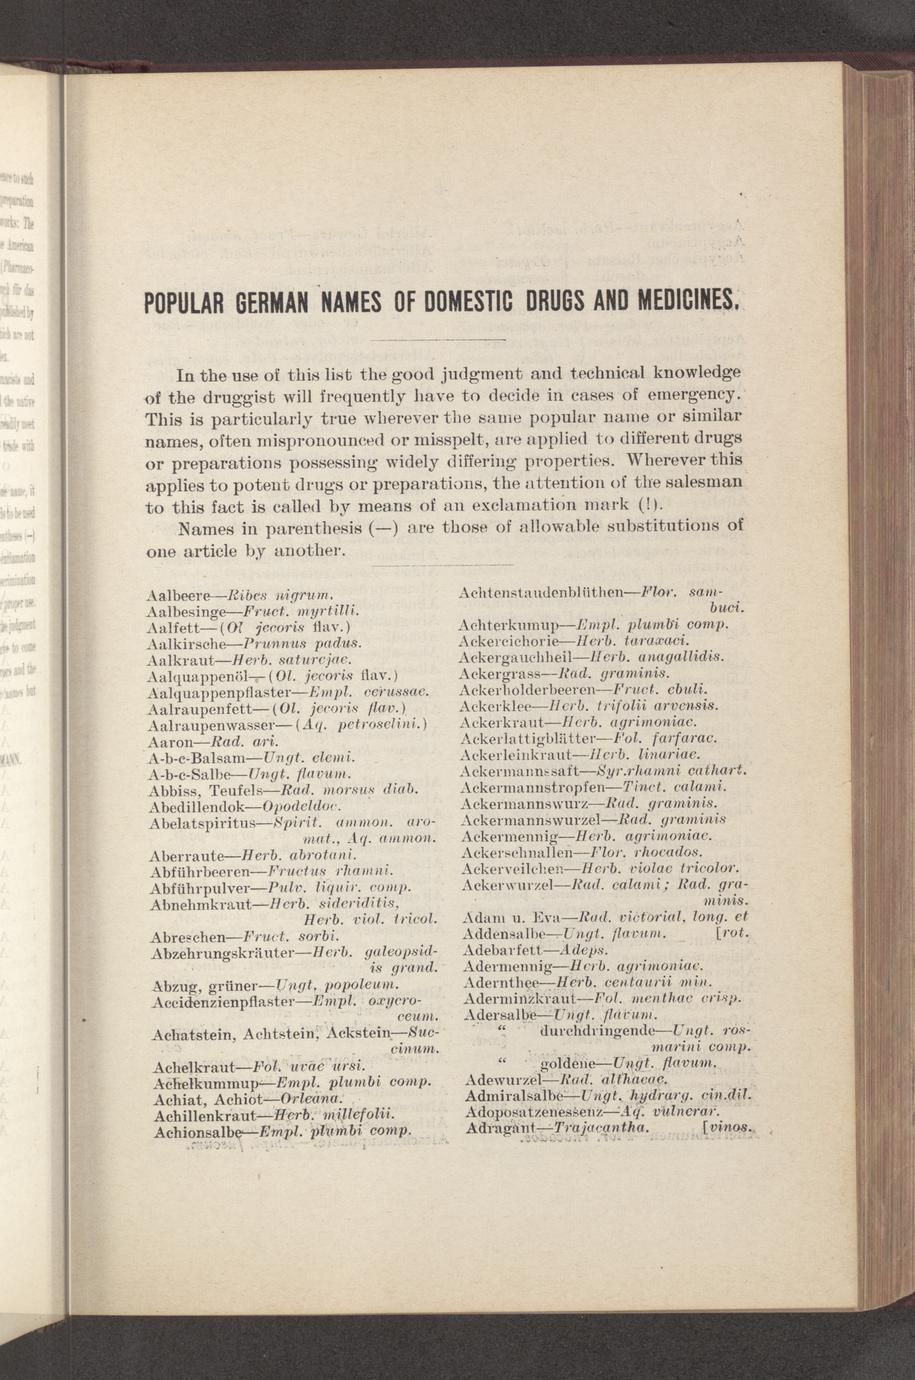 POPULAR GERMAN NAMES OF DOMESTIC DRUGS AND MEDICINES.
In the use of this list the good judgment and technical knowledge
of the druggist will frequently have to decide in cases of emergency.
This is particularly true wherever the same popular name or similar
names, often mispronounced or misspelt, are applied to different drugs
or preparations possessing widely differing properties. Wherever this
applies to potent drugs or preparations, the attention of the salesman
to this fact is called by means of an exclamation mark (!).
Names in parenthesis (—) are those of allowable substitutions of
one article by another.
Aalbeere—Ribes nigrum.
Aalbesinge—Fruct. myrtilli.
Aalfett—(Ol jecoris flav.)
Aalkirsche—Prunnus padus.
Aalkraut—Herb. saturejae.
Aalquappenöl—(Ol. jecoris flav.)
Aalquappenpflaster—Empl. cerussae.
Aalraupenfett—(Ol. jecoris flav.)
Aalraupenwasser—(Aq. petroselini.)
Aaron—Rad. ari.
A-b-c-Balsam—Ungt. elemi.
A-b-c-Salbe—Ungt. flavum.
Abbiss, Teufels—Rad. morsus diab.
Abedillendok—Opodeldoc.
Abelatspiritus—Spirit. ammon. aro-
mat., Aq. ammon.
Aberraute—Herb. abrotani.
Abführbeeren—Fructus rhamni.
Abführpulver—Pulv. liquir. comp.
Abnehmkraut—Herb. sideriditis,
Herb. viol. tricol.
Abreschen—Fruct. sorbi.
Abzehrungskräuter—Herb. galeopsid-
is grand.
Abzug, grüner—Ungt. popoleum.
Accidenzienpflaster—Empl. oxycro-
ceum.
Achatstein, Achtstein, Ackstein—Suc-
cinum.
Achelkraut—Fol. uvae ursi.
Achelkummup—Empl. plumbi comp.
Achiat, Achiot—Orleana.
Achillenkraut—Herb. millefolii.
Achionsalbe—Empl. plumbi comp.
Achtenstaudenblüthen—Flor. sam-
buci.
Achterkumup—Empl. plumbi comp.
Ackercichorie—Herb. taraxaci.
Ackergauchheil—Herb. anagallidis.
Ackergrass—Rad. graminis.
Ackerholderbeeren—Fruct. ebuli.
Ackerklee—Herb. trifolii arvensis.
Ackerkraut—Herb. agrimoniae.
Ackerlattigblätter—Fol. farfarae.
Ackerleinkraut—Herb. linariae.
Ackermannssaft—Syr. rhamni cathart.
Ackermannstropfen—Tinct. calami.
Ackermannswurz—Rad. graminis.
Ackermannswurzel—Rad. graminis
Ackermennig—Herb. agrimoniae.
Ackerschnallen—Flor. rhoeados.
Ackerveilchen—Herb. violae tricolor.
Ackerwurzel—Rad. calami; Rad. gra-
minis.
Adam u. Eva—Rad. victorial. long. et
Addensalbe—Ungt. flavum. [rot.
Adebarfett—Adeps.
Adermennig—Herb. agrimoniae.
Adernthee—Herb. centaurii min.
Aderminzkraut—Fol. menthae crisp.
Adersalbe—Ungt. flavum.
“ durchdringende—Ungt. ros-
marini comp.
“ goldene—Ungt. flavum.
Adewurzel—Rad. althaeae.
Admiralsalbe—Ungt. hydrarg. cin.dil.
Adoposatzenessenz—Aq. vulnerar.
Adragant—Trajacantha. [vinos.